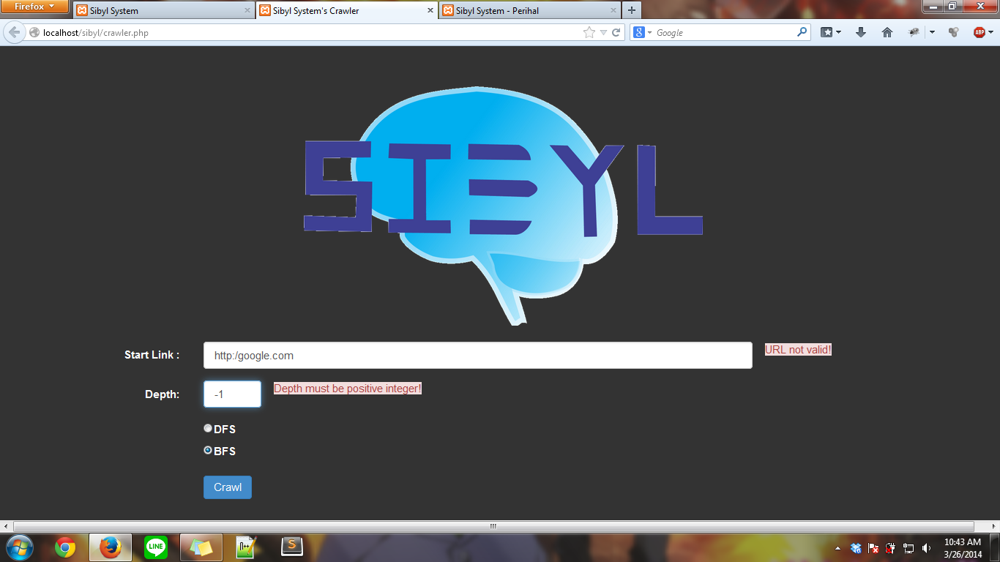 Firefox
Sibyl System
Sibyl System's Crawler
Sibyl System - Perihal
localhost/sibyl/crawler.php
Google
ABP
SIBYL
Start Link :
http:/google.com
URL not valid!
Depth:
-1
Depth must be positive integer!
DFS
BFS
Crawl
LINE
10:43 AM
3/26/2014